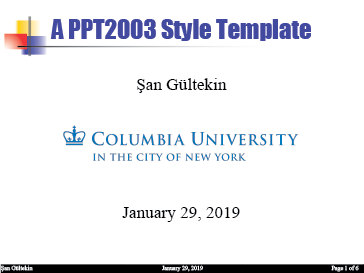 A PPT2003 Style Template
Şan Gültekin
COLUMBIA UNIVERSITY
IN THE CITY OF NEW YORK
January 29, 2019
Şan Gültekin January 29, 2019 Page 1 of 6